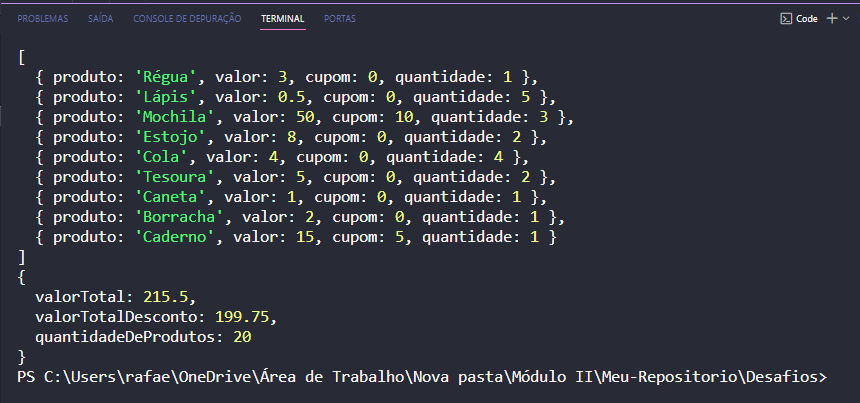 PROBLEMAS SAÍDA CONSOLE DE DEPURAÇÃO TERMINAL PORTAS Code
[
{ produto: 'Régua', valor: 3, cupom: 0, quantidade: 1 },
{ produto: 'Lápis', valor: 0.5, cupom: 0, quantidade: 5 },
{ produto: 'Mochila', valor: 50, cupom: 10, quantidade: 3 },
{ produto: 'Estojo', valor: 8, cupom: 0, quantidade: 2 },
{ produto: 'Cola', valor: 4, cupom: 0, quantidade: 4 },
{ produto: 'Tesoura', valor: 5, cupom: 0, quantidade: 2 },
{ produto: 'Caneta', valor: 1, cupom: 0, quantidade: 1 },
{ produto: 'Borracha', valor: 2, cupom: 0, quantidade: 1 },
{ produto: 'Caderno', valor: 15, cupom: 5, quantidade: 1 }
]
{
valorTotal: 215.5,
valorTotalDesconto: 199.75,
quantidadeDeProdutos: 20
}
PS C:\Users\rafae\OneDrive\Área de Trabalho\Nova pasta\Módulo II\Meu-Repositorio\Desafios>